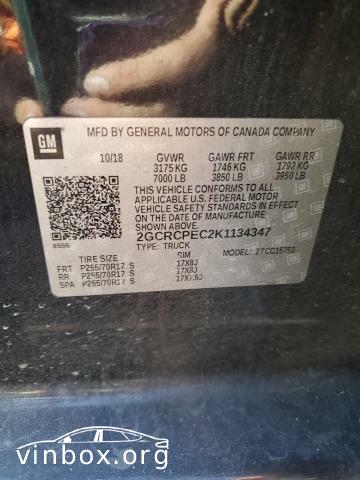 GM
MFD BY GENERAL MOTORS OF CANADA COMPANY
10/18 GVWR GAWR FRT GAWR RR
3175 KG 1746 KG 1792 KG
7000 LB 3850 LB 3950 LB
THIS VEHICLE CONFORMS TO ALL
APPLICABLE U.S. FEDERAL MOTOR
VEHICLE SAFETY STANDARDS IN EFFECT
ON THE DATE OF MANUFACTURE
SHOWN ABOVE.
2GCRCPEC2K1134347
TYPE: TRUCK MODEL: 27CC15753
TIRE SIZE RIM
FRT P255/70R17 S 17X8J
RR P255/70R17 S 17X8J
SPA P255/70R17 S 17X7.5J
vinbox.org